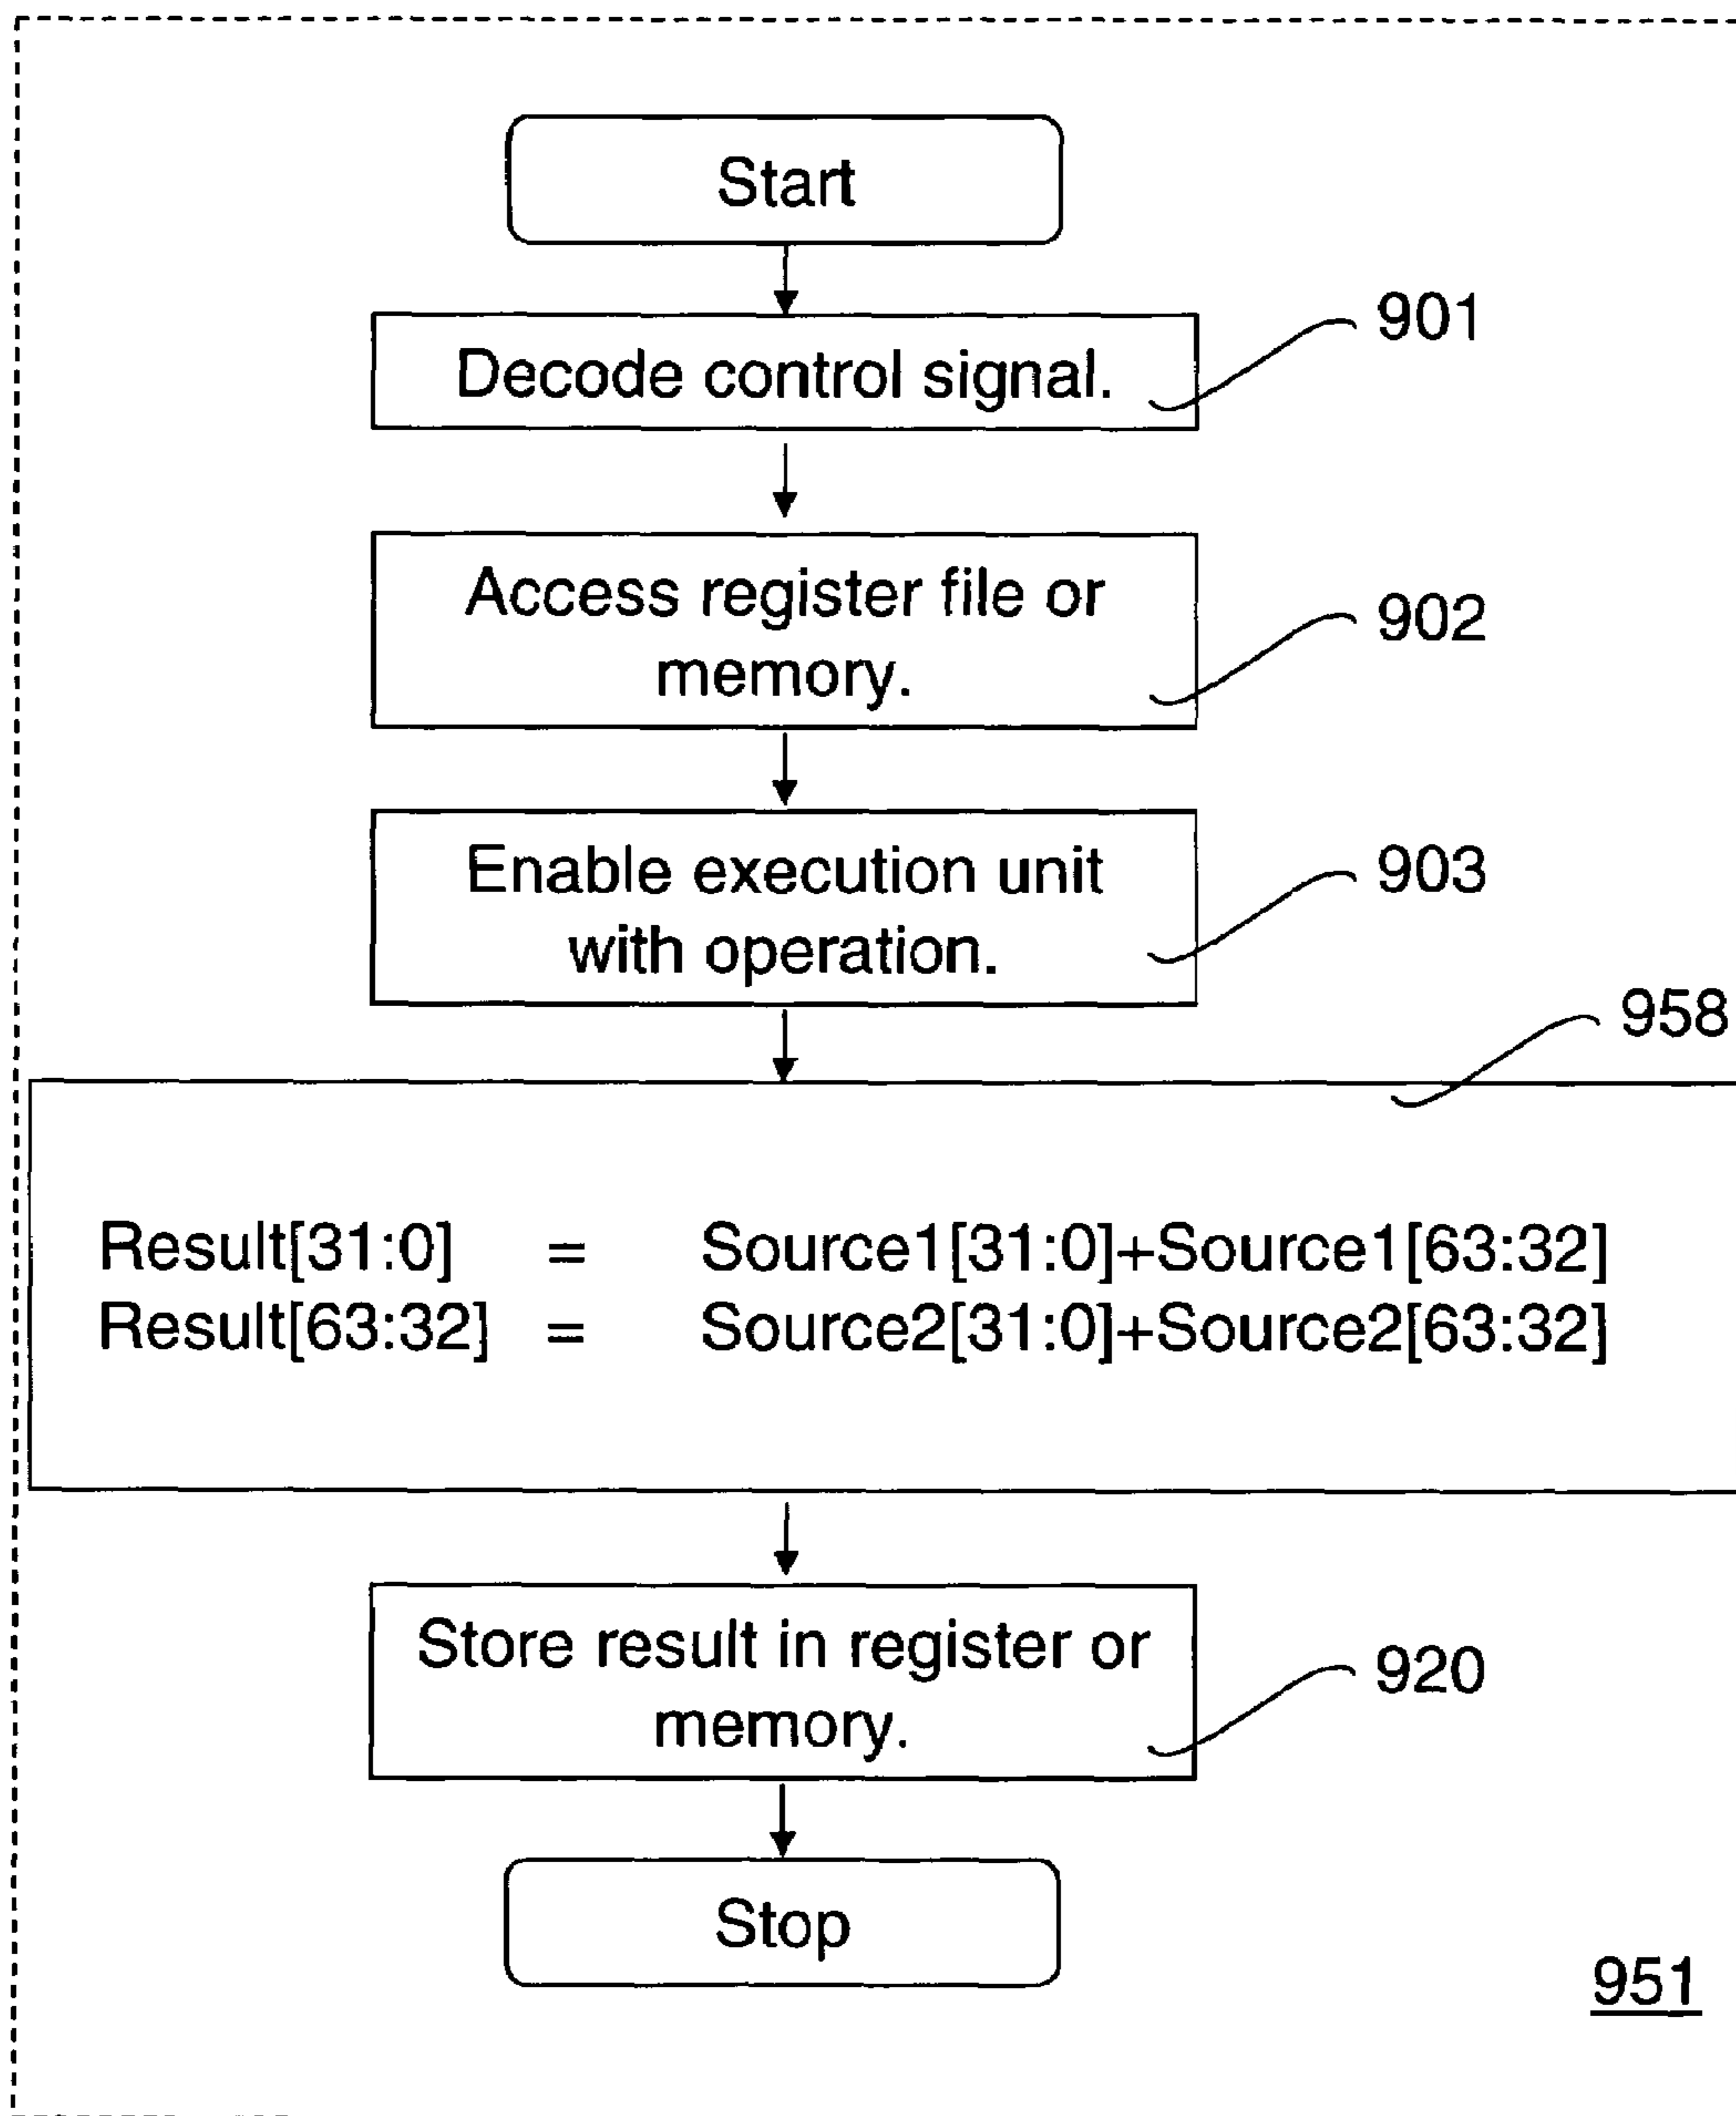 Start
Decode control signal.
901
Access register file or
memory.
902
Enable execution unit
with operation.
903
958
Result[31:0] = Source1[31:0]+Source1[63:32]
Result[63:32] = Source2[31:0]+Source2[63:32]
Store result in register or
memory.
920
Stop
951